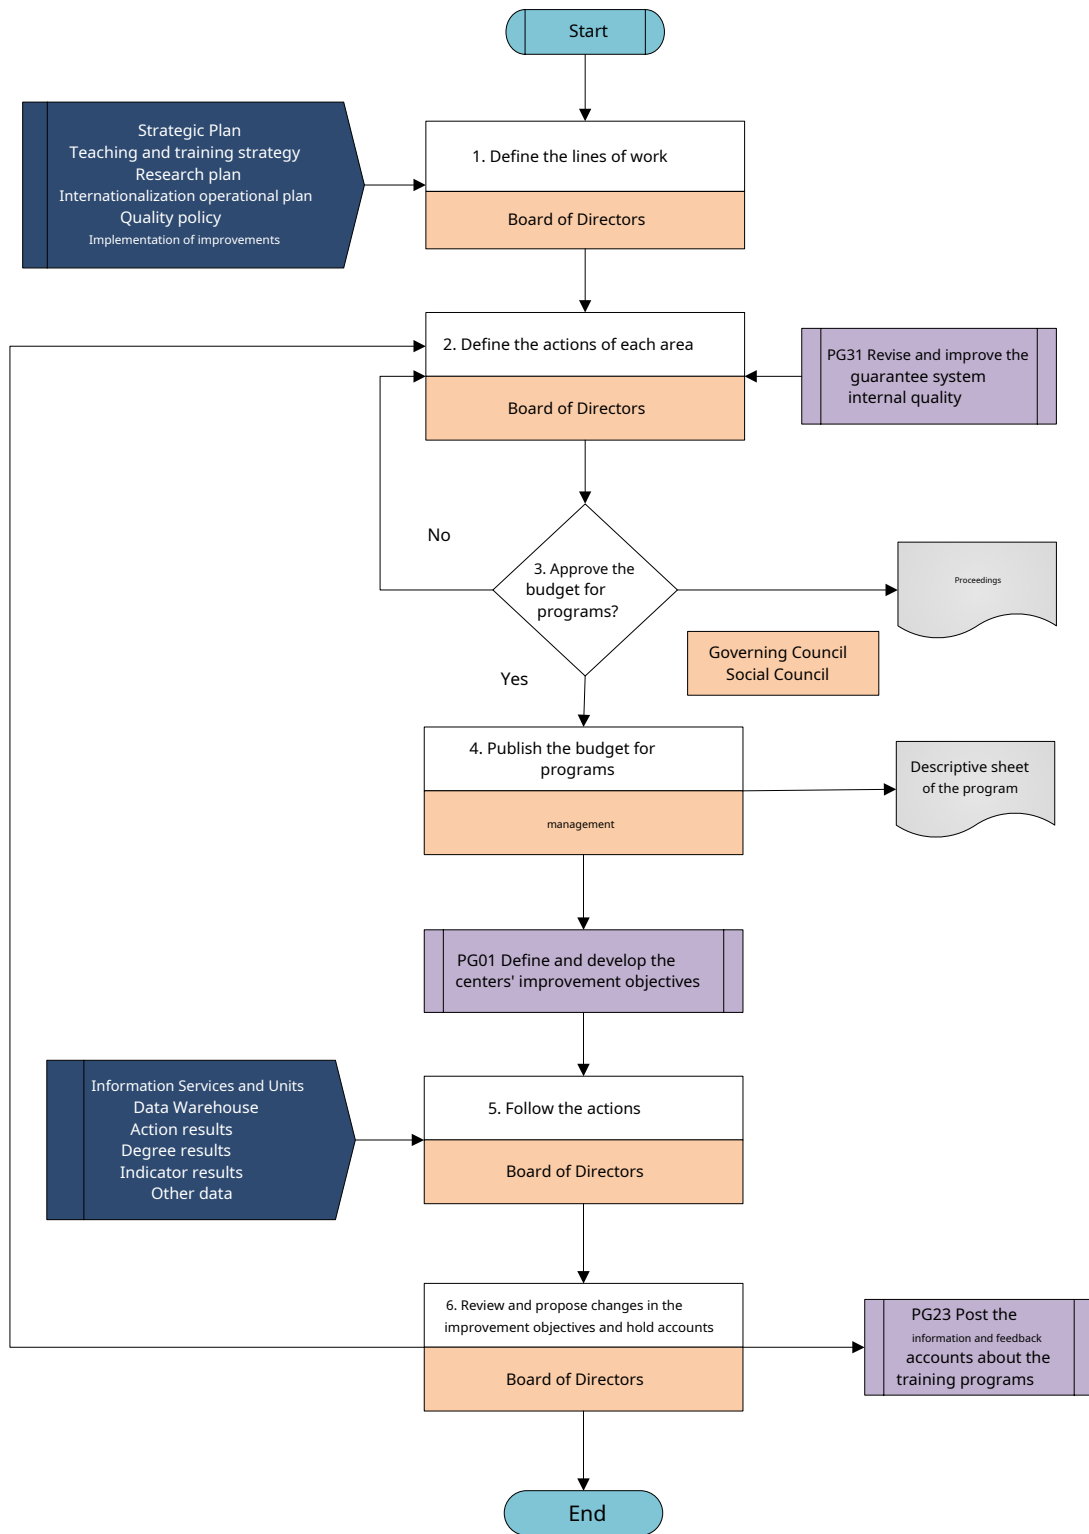 Start
Strategic Plan
Teaching and training strategy
Research plan
Internationalization operational plan
Quality policy
Implementation of improvements
1. Define the lines of work
Board of Directors
2. Define the actions of each area
Board of Directors
PG31 Revise and improve the
guarantee system
internal quality
No
3. Approve the
budget for
programs?
Proceedings
Governing Council
Social Council
Yes
4. Publish the budget for
programs
management
Descriptive sheet
of the program
PG01 Define and develop the
centers' improvement objectives
Information Services and Units
Data Warehouse
Action results
Degree results
Indicator results
Other data
5. Follow the actions
Board of Directors
6. Review and propose changes in the
improvement objectives and hold accounts
Board of Directors
PG23 Post the
information and feedback
accounts about the
training programs
End